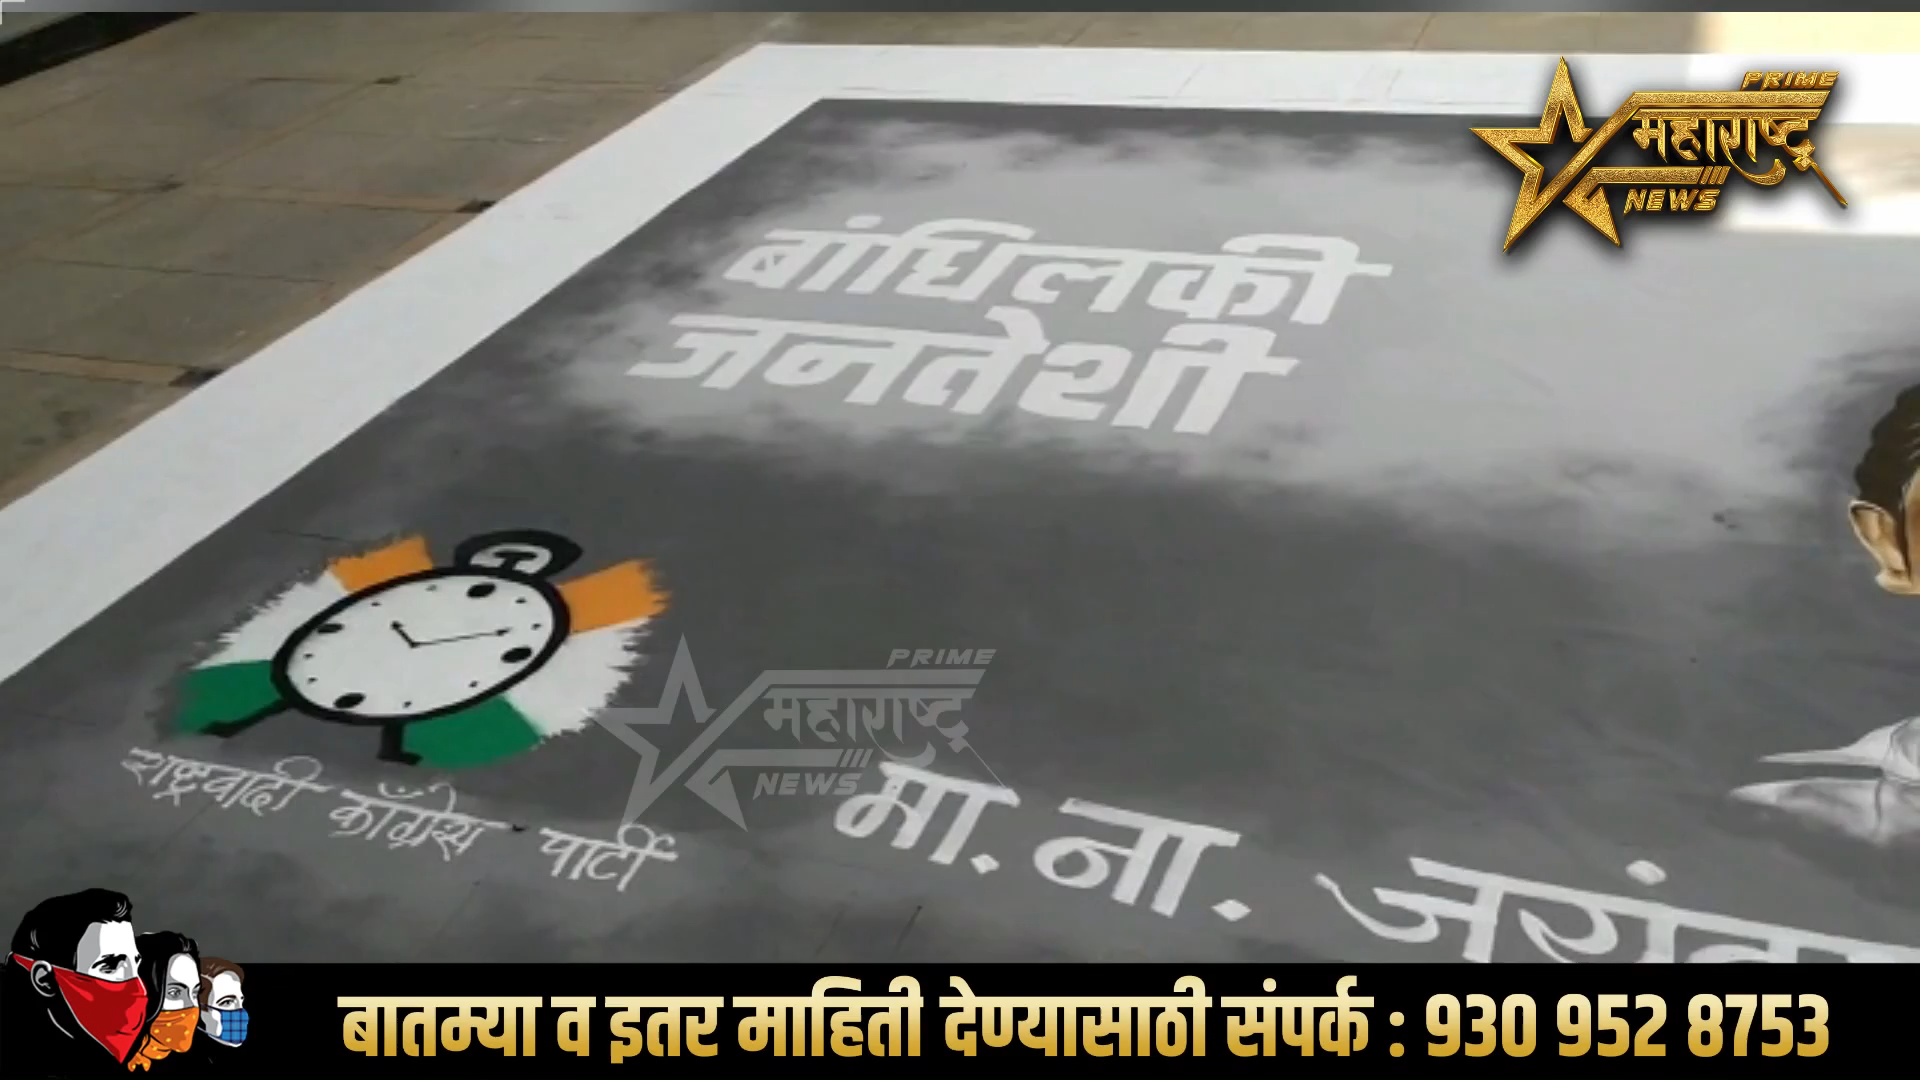 PRIME
महाराष्ट्र
NEWS
बांधिलकी
जनतेशी
PRIME
महाराष्ट्र
NEWS
राष्ट्रवादी काँग्रेस पार्टी
मा. ना.
बातम्या व इतर माहिती देण्यासाठी संपर्क : 930 952 8753